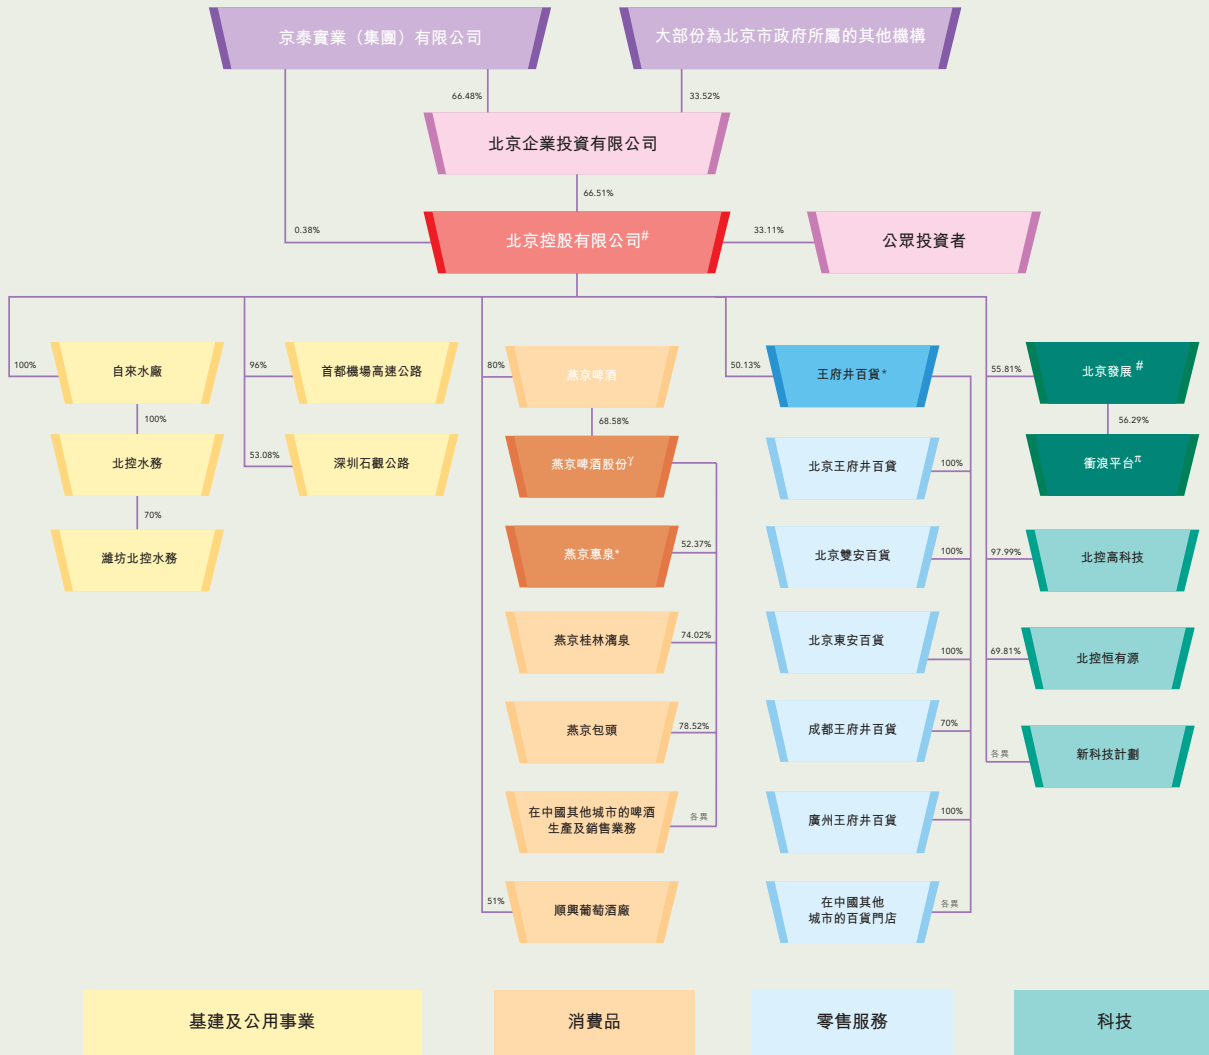 京泰實業（集團）有限公司
大部份為北京市政府所屬的其他機構
66.48%
33.52%
北京企業投資有限公司
66.51%
0.38%
北京控股有限公司#
33.11%
公眾投資者
100%
自來水廠
100%
北控水務
70%
濰坊北控水務
96%
首都機場高速公路
53.08%
深圳石觀公路
80%
燕京啤酒
68.58%
燕京啤酒股份γ
燕京惠泉*
52.37%
燕京桂林漓泉
74.02%
燕京包頭
78.52%
在中國其他城市的啤酒
生產及銷售業務
各異
51%
順興葡萄酒廠
50.13%
王府井百貨*
北京王府井百貨
100%
北京雙安百貨
100%
北京東安百貨
100%
成都王府井百貨
70%
廣州王府井百貨
100%
在中國其他
城市的百貨門店
各異
55.81%
北京發展#
56.29%
衝浪平台π
97.99%
北控高科技
69.81%
北控恒有源
各異
新科技計劃
基建及公用事業
消費品
零售服務
科技